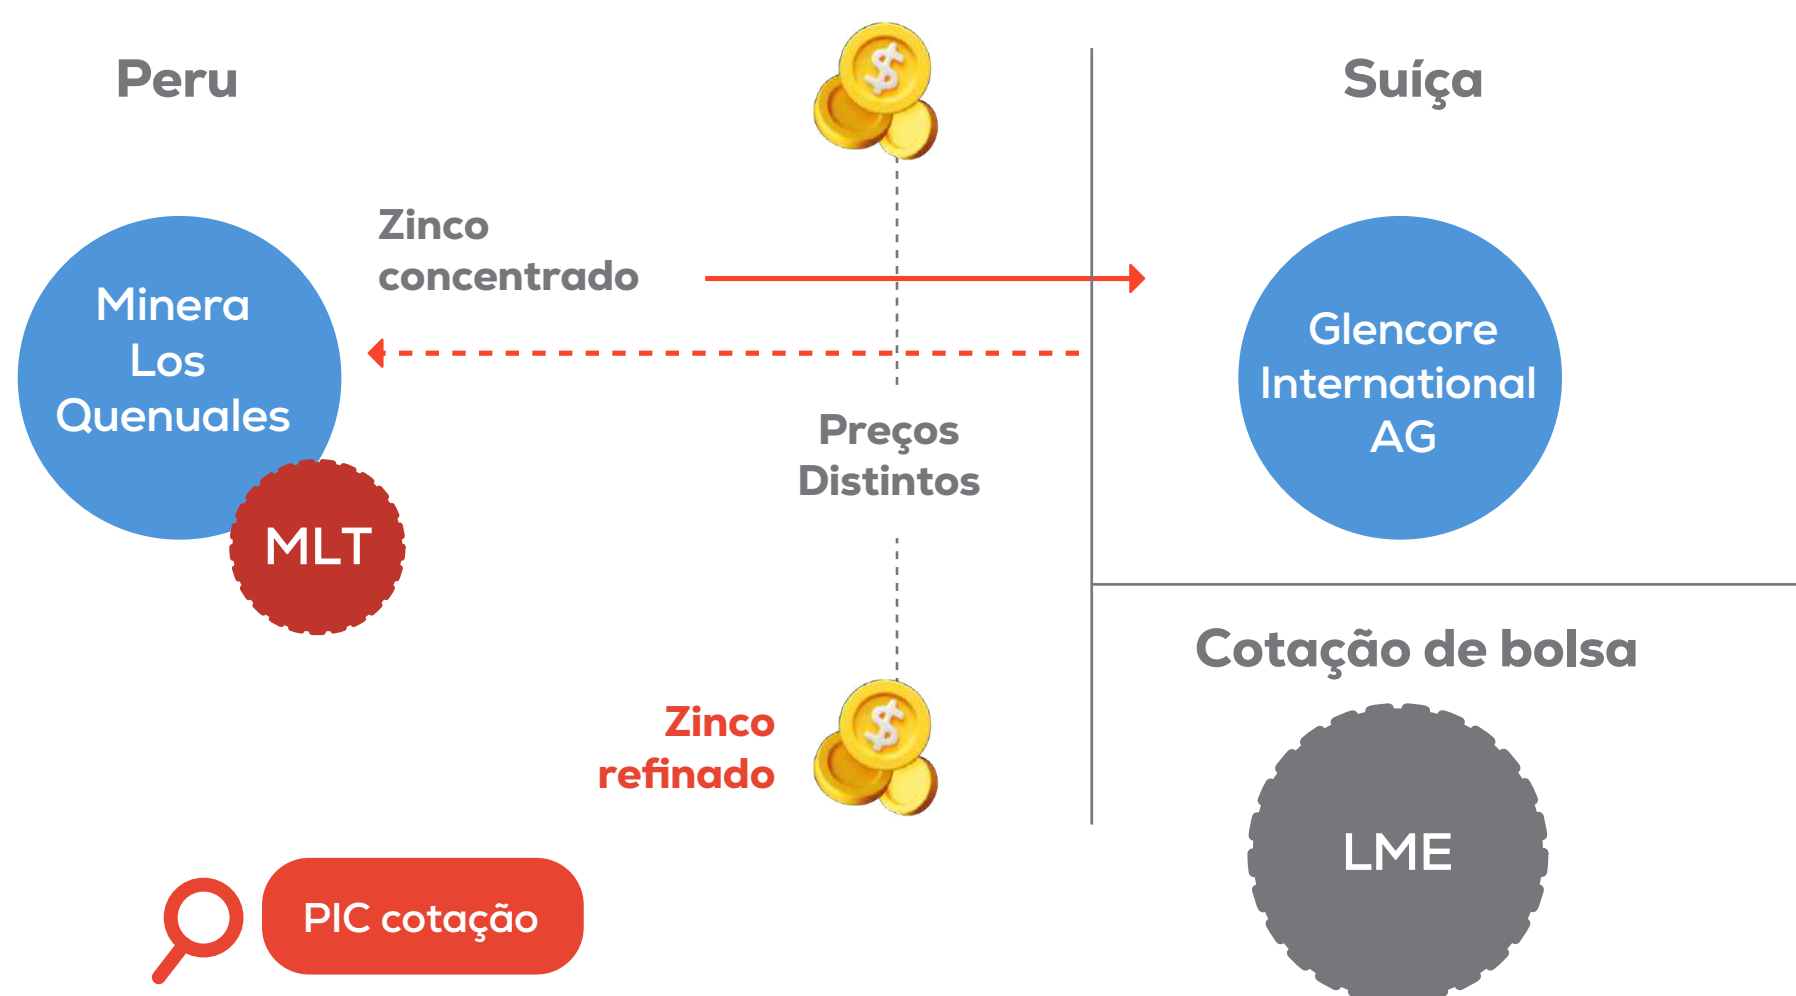 Peru
Suíça
Zinco
concentrado
Minera
Los
Quenuales
MLT
Glencore
International
AG
Preços
Distintos
Cotação de bolsa
Zinco
refinado
LME
PIC cotação